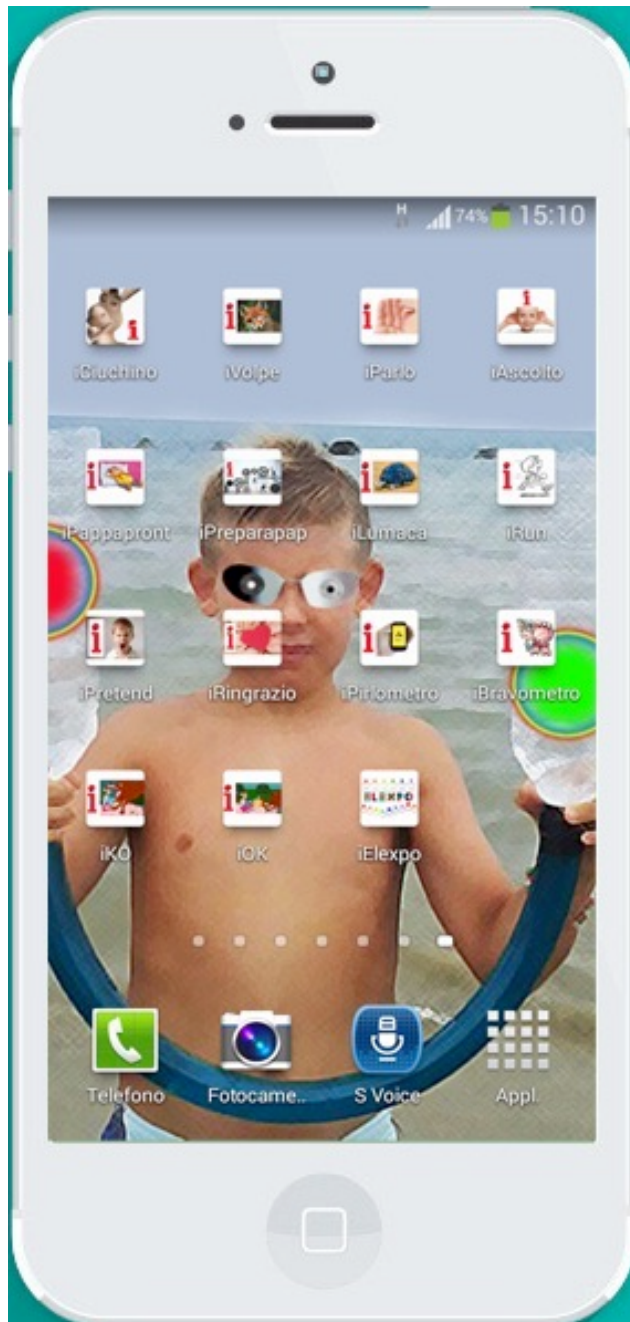 H 74% 15:10
iCiuchino iVolpe iParlo iAscolto
iPappapront iPreparapap iLumaca iRun
iPretend iRingrazio iPirlometro iBravometro
ELEXPO
iKO iOK iElexpo
Telefono Fotocame.. S Voice Appl.